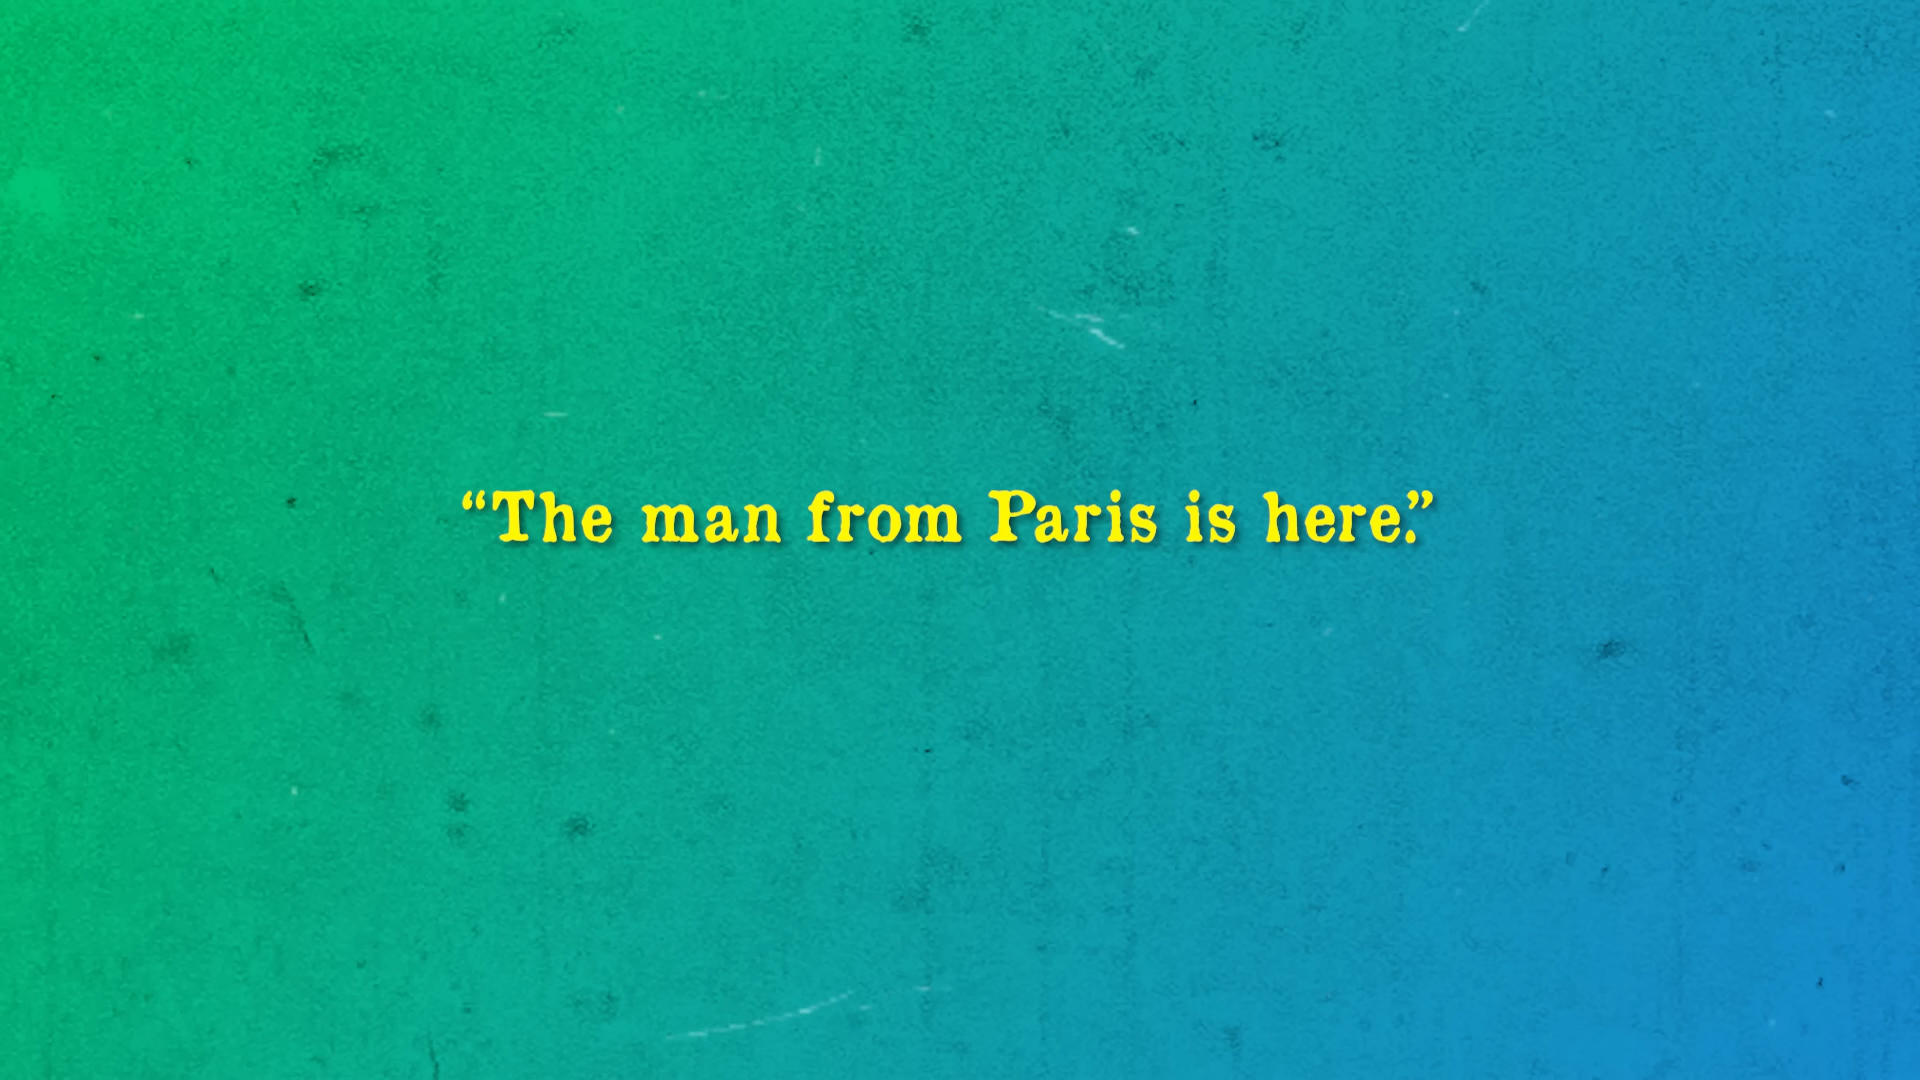 “The man from Paris is here.”